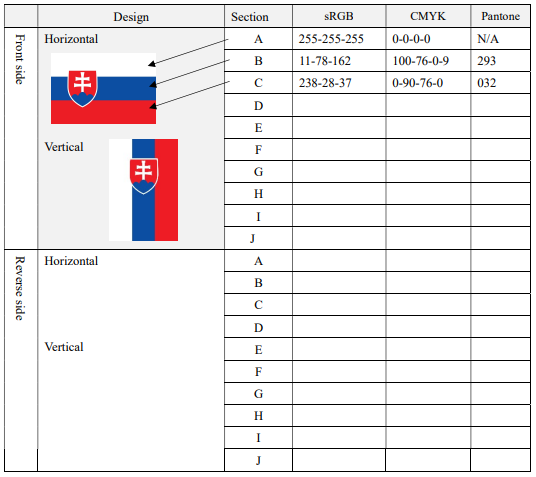 Design Section sRGB CMYK Pantone
Front side
Horizontal
A 255-255-255 0-0-0-0 N/A
B 11-78-162 100-76-0-9 293
C 238-28-37 0-90-76-0 032
D
E
Vertical
F
G
H
I
J
Reverse side
Horizontal
A
B
C
D
Vertical
E
F
G
H
I
J